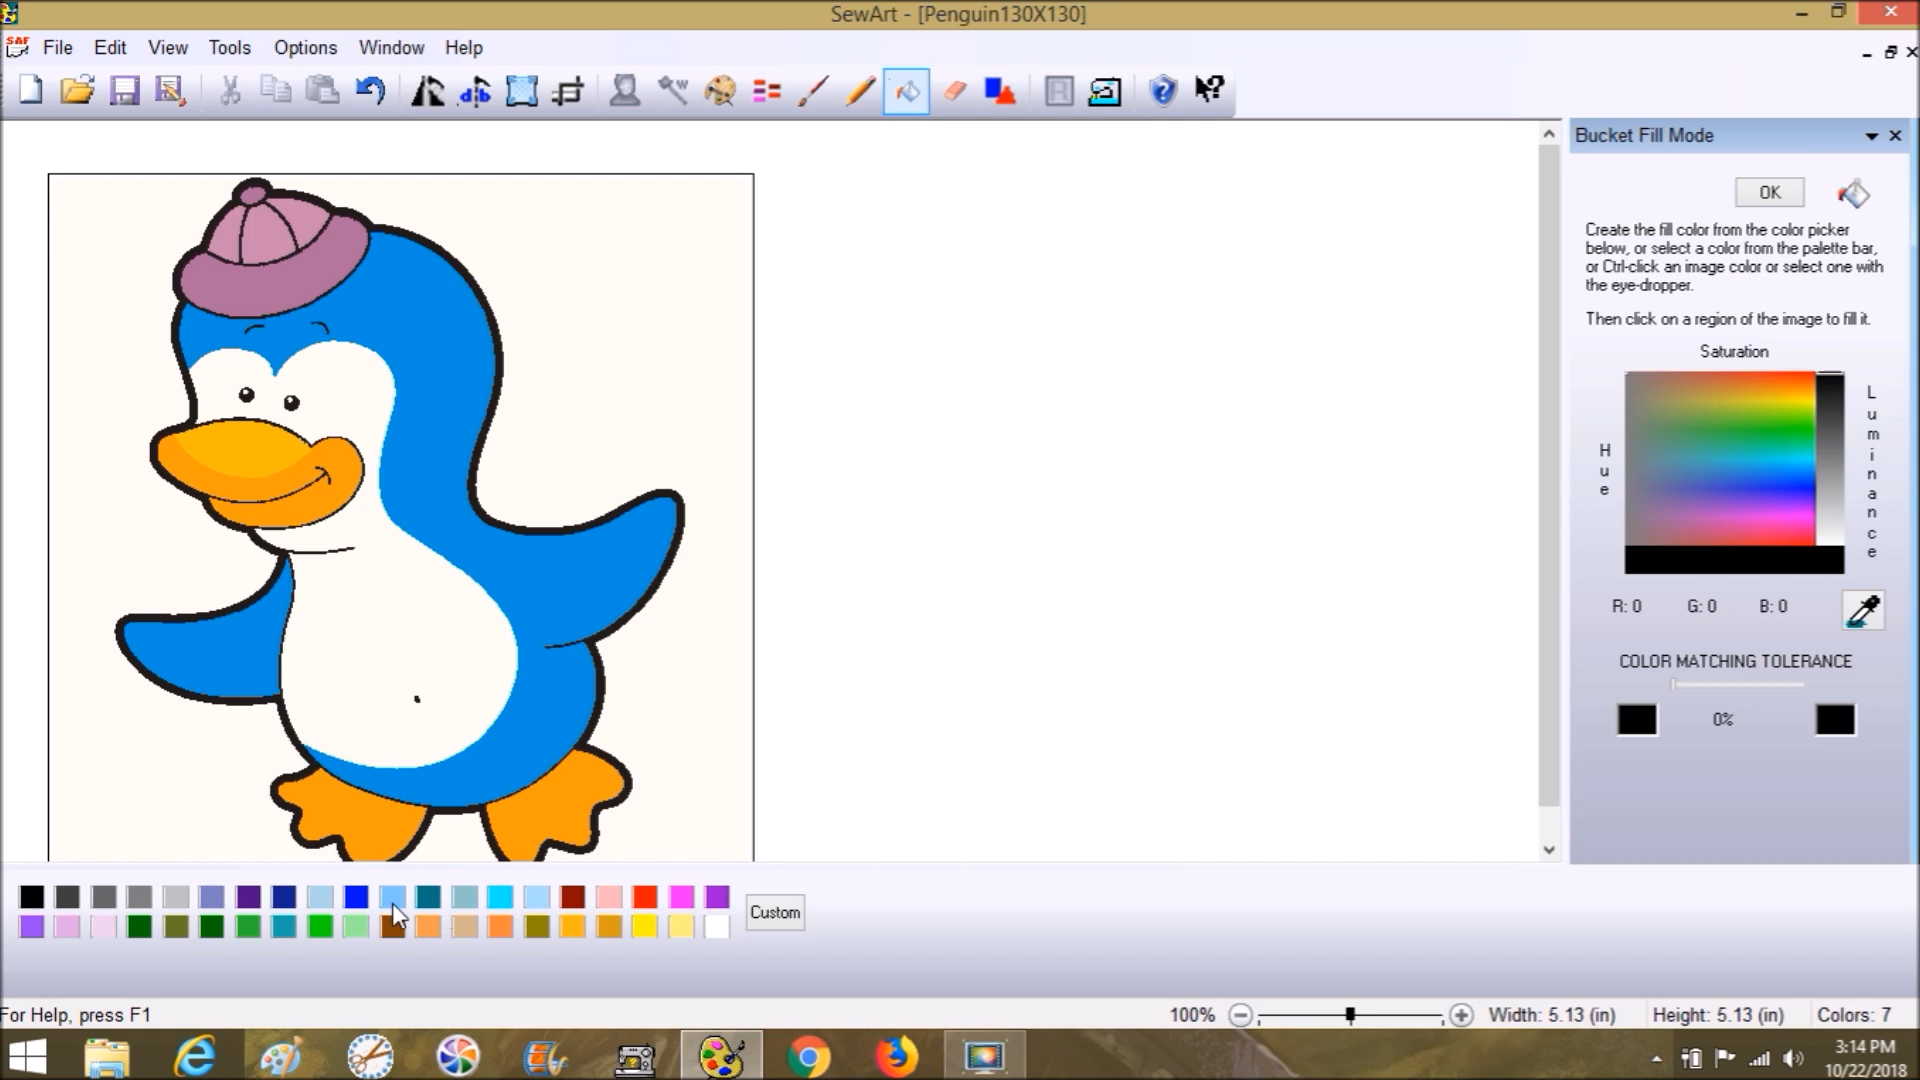 SewArt - [Penguin130X130]
SAF File Edit View Tools Options Window Help
Bucket Fill Mode
OK
Create the fill color from the color picker
below, or select a color from the palette bar,
or Ctrl-click an image color or select one with
the eye-dropper.
Then click on a region of the image to fill it.
Saturation
Hue
Luminance
R: 0 G: 0 B: 0
COLOR MATCHING TOLERANCE
0%
Custom
For Help, press F1
100% Width: 5.13 (in) Height: 5.13 (in) Colors: 7
3:14 PM
10/22/2018